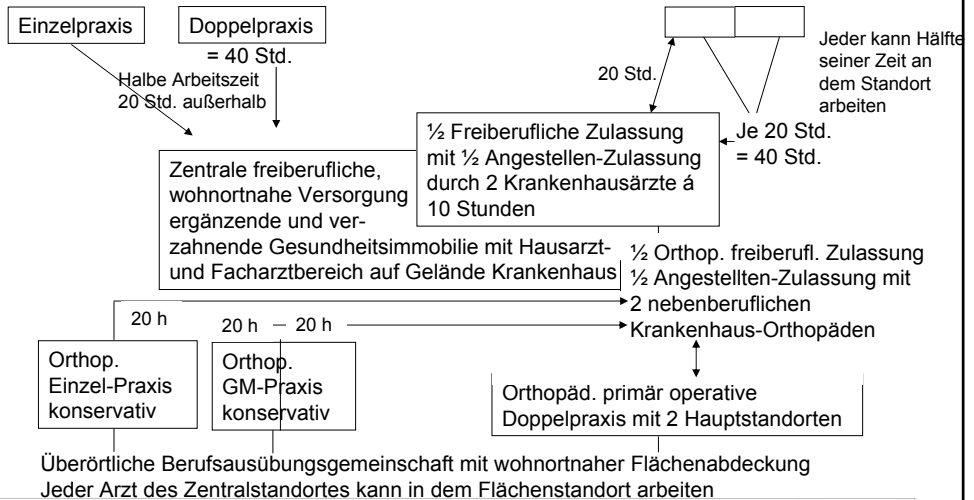 Einzelpraxis
Doppelpraxis
= 40 Std.
Halbe Arbeitszeit
20 Std. außerhalb
20 Std.
Jeder kann Hälfte
seiner Zeit an
dem Standort
arbeiten
Je 20 Std.
= 40 Std.
½ Freiberufliche Zulassung
mit ½ Angestellen-Zulassung
durch 2 Krankenhausärzte á
10 Stunden
Zentrale freiberufliche,
wohnortnahe Versorgung
ergänzende und ver-
zahnende Gesundheitsimmobilie mit Hausarzt-
und Facharztbereich auf Gelände Krankenhaus
½ Orthop. freiberufl. Zulassung
½ Angestellten-Zulassung mit
2 nebenberuflichen
Krankenhaus-Orthopäden
20 h
20 h – 20 h
Orthop.
Einzel-Praxis
konservativ
Orthop.
GM-Praxis
konservativ
Orthopäd. primär operative
Doppelpraxis mit 2 Hauptstandorten
Überörtliche Berufsausübungsgemeinschaft mit wohnortnaher Flächenabdeckung
Jeder Arzt des Zentralstandortes kann in dem Flächenstandort arbeiten